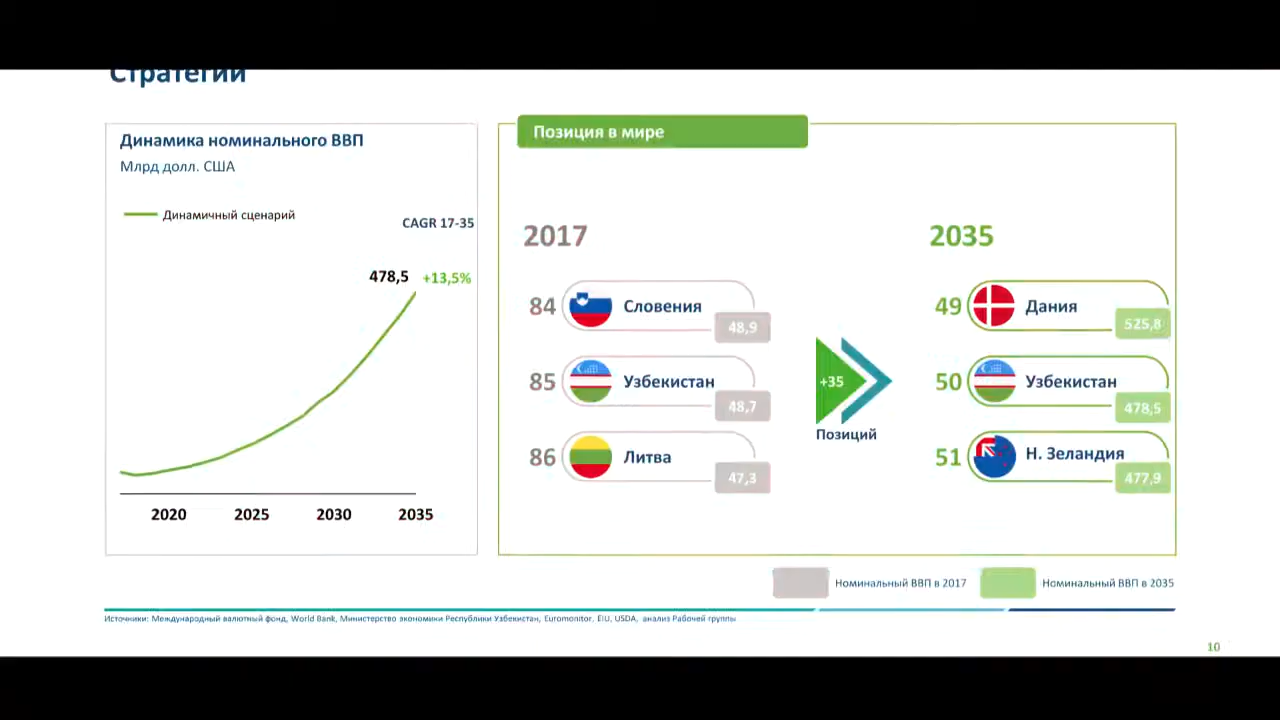 Стратегии
Динамика номинального ВВП
Млрд долл. США
Динамичный сценарий
CAGR 17-35
478,5 +13,5%
2020 2025 2030 2035
Позиция в мире
2017
84 Словения
48,9
85 Узбекистан
48,7
86 Литва
47,3
+35
Позиций
2035
49 Дания
525,8
50 Узбекистан
478,5
51 Н. Зеландия
477,9
Номинальный ВВП в 2017
Номинальный ВВП в 2035
Источники: Международный валютный фонд, World Bank, Министерство экономики Республики Узбекистан, Euromonitor, EIU, USDA, анализ Рабочей группы
10